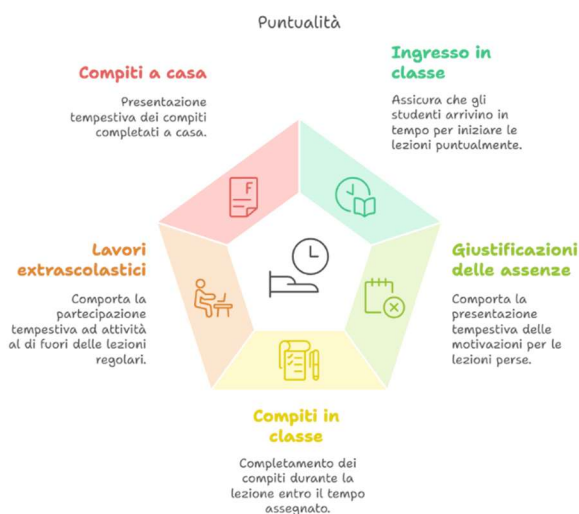 Puntualità
Compiti a casa
Presentazione
tempestiva dei compiti
completati a casa.
Ingresso in
classe
Assicura che gli
studenti arrivino in
tempo per iniziare le
lezioni puntualmente.
F
Lavori
extrascolastici
Comporta la
partecipazione
tempestiva ad attività
al di fuori delle lezioni
regolari.
Giustificazioni
delle assenze
Comporta la
presentazione
tempestiva delle
motivazioni per le
lezioni perse.
Compiti in
classe
Completamento dei
compiti durante la
lezione entro il tempo
assegnato.